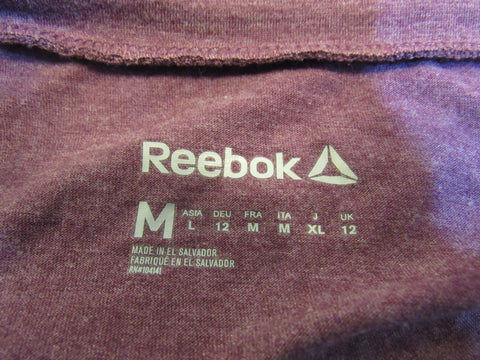 Reebok
M
ASIA DEU FRA ITA J UK
L 12 M M XL 12
MADE IN EL SALVADOR
FABRIQUÉ EN EL SALVADOR
RN#104141